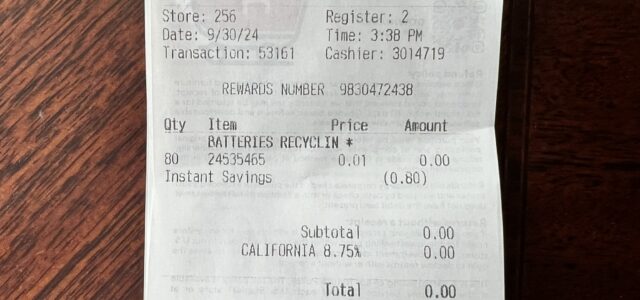 Store: 256 Register: 2
Date: 9/30/24 Time: 3:38 PM
Transaction: 53161 Cashier: 3014719
REWARDS NUMBER 9830472438
Qty Item Price Amount
BATTERIES RECYCLIN *
80 24535465 0.01 0.00
Instant Savings (0.80)
Subtotal 0.00
CALIFORNIA 8.75% 0.00
Total 0.00